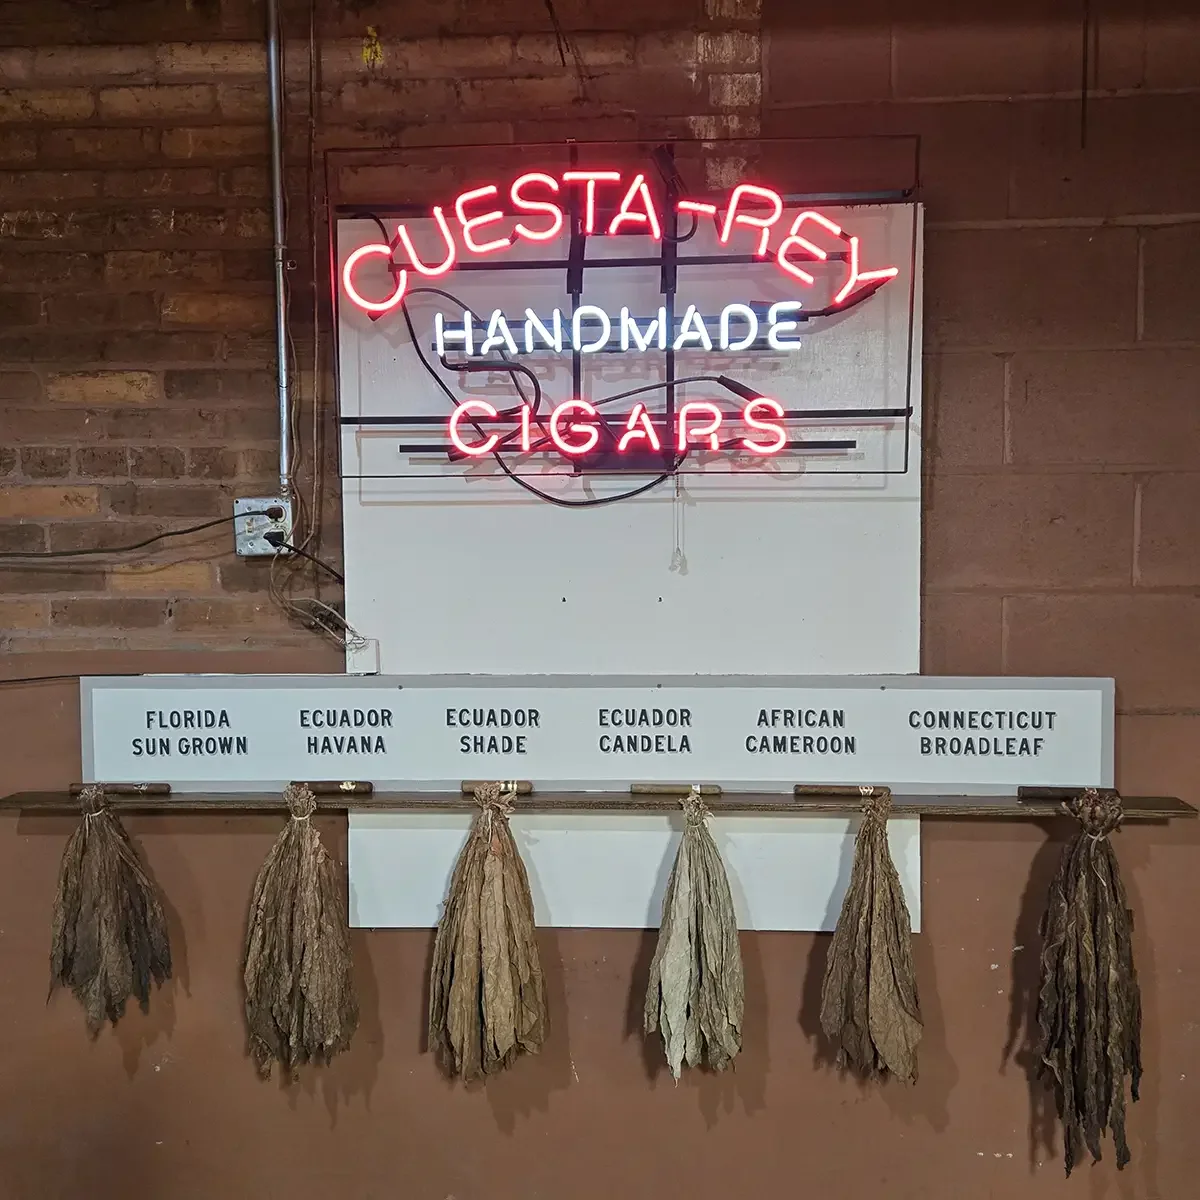 CUESTA-REY
HANDMADE
CIGARS
FLORIDA
SUN GROWN
ECUADOR
HAVANA
ECUADOR
SHADE
ECUADOR
CANDELA
AFRICAN
CAMEROON
CONNECTICUT
BROADLEAF